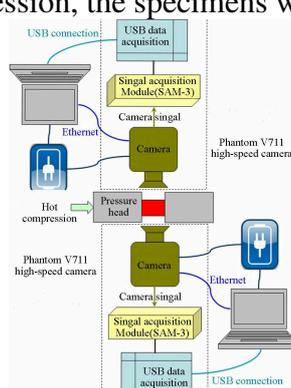 ession, the specimens w
USB connection
USB data
acquisition
Singal acquisition
Module(SAM-3)
Camera singal
Ethernet
Camera
Phantom V711
high-speed camera
Hot
compression
Pressure
head
Phantom V711
high-speed camera
Camera
Ethernet
Camera singal
Singal acquisition
Module(SAM-3)
USB data
acquisition
USB connection